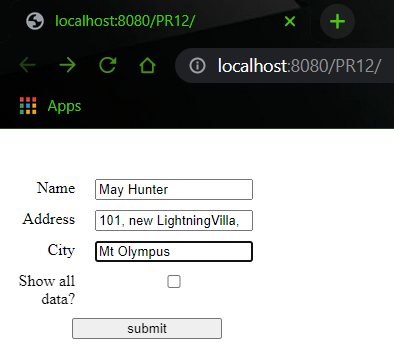 localhost:8080/PR12/
localhost:8080/PR12/
Apps
Name May Hunter
Address 101, new LightningVilla,
City Mt Olympus
Show all
data?
submit